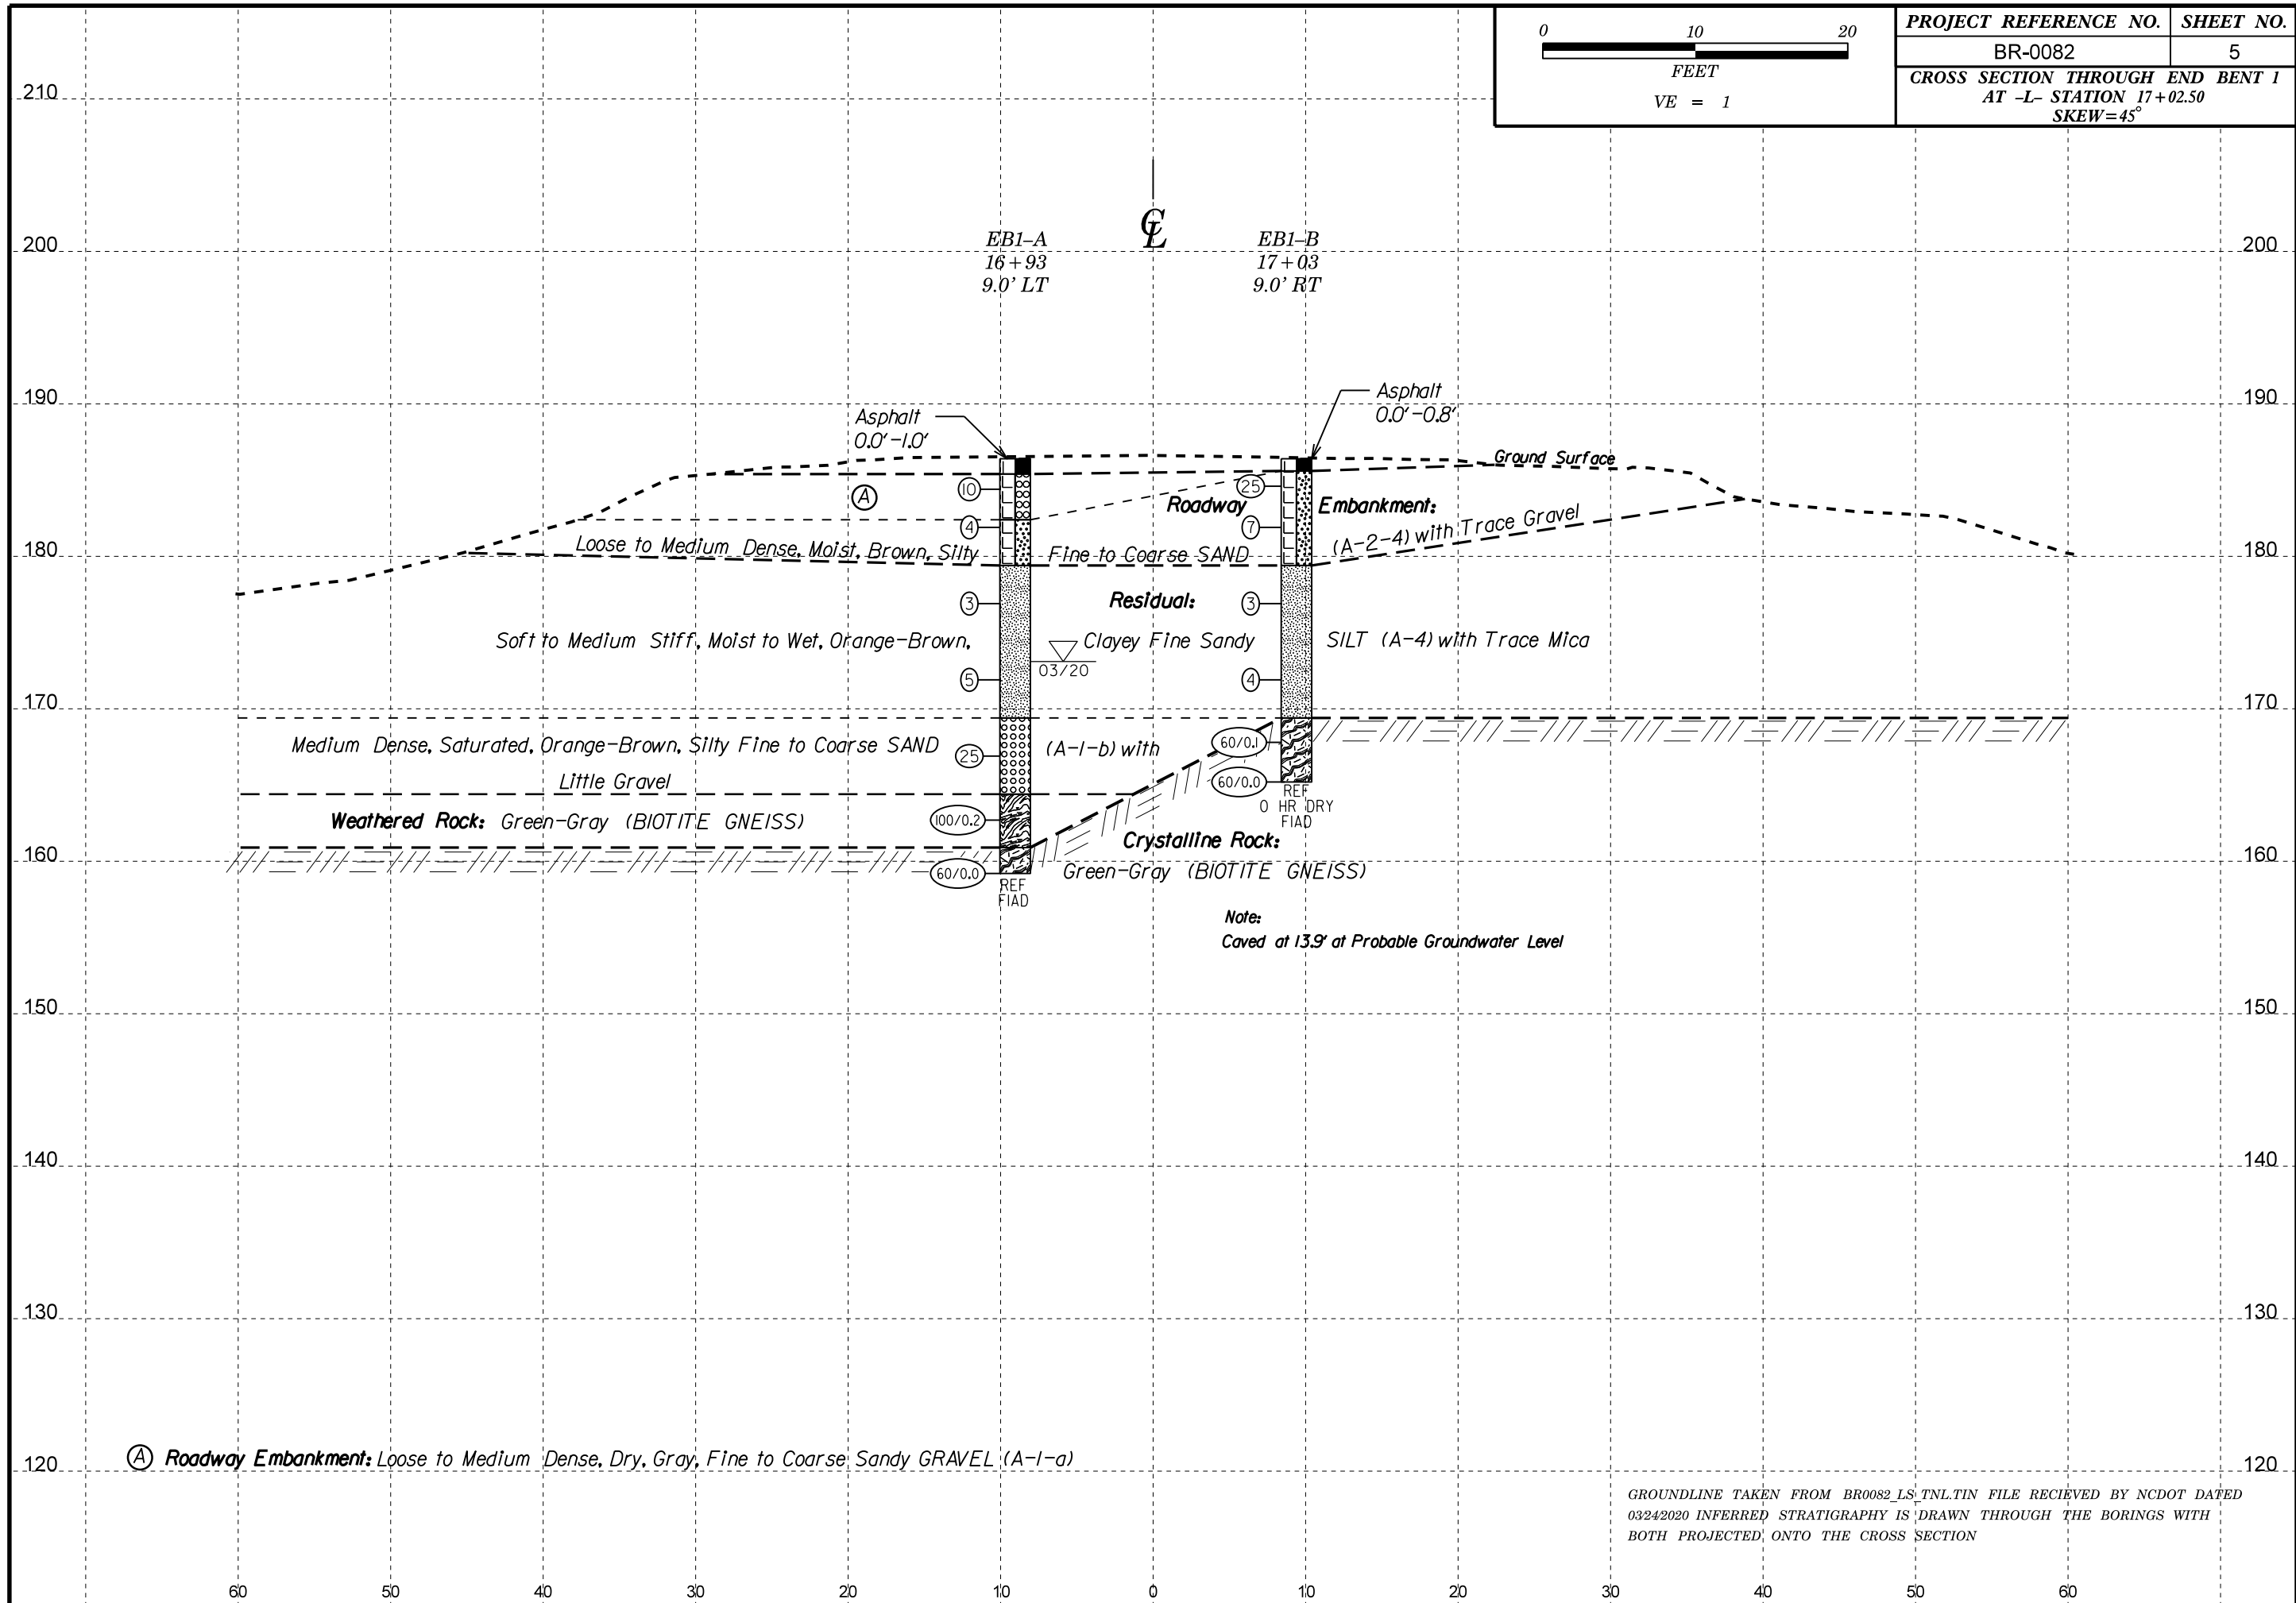 0 10 20
FEET
VE = 1
PROJECT REFERENCE NO. SHEET NO.
BR-0082 5
CROSS SECTION THROUGH END BENT 1
AT -L- STATION 17+02.50
SKEW=45°
210
200 200
℄
EB1-A
16+93
9.0' LT
EB1-B
17+03
9.0' RT
190 190
Asphalt
0.0'-1.0'
Asphalt
0.0'-0.8'
Ground Surface
10
A
25
Roadway Embankment:
4
7
Loose to Medium Dense, Moist, Brown, Silty Fine to Coarse SAND (A-2-4) with Trace Gravel
180 180
3
Residual:
3
Soft to Medium Stiff, Moist to Wet, Orange-Brown, Clayey Fine Sandy SILT (A-4) with Trace Mica
03/20
5
4
170 170
Medium Dense, Saturated, Orange-Brown, Silty Fine to Coarse SAND (A-1-b) with
25
60/0.1
Little Gravel
60/0.0
REF
0 HR DRY
FIAD
Weathered Rock: Green-Gray (BIOTITE GNEISS)
100/0.2
Crystalline Rock:
160 160
Green-Gray (BIOTITE GNEISS)
60/0.0
REF
FIAD
Note:
Caved at 13.9' at Probable Groundwater Level
150 150
140 140
130 130
120 120
A Roadway Embankment: Loose to Medium Dense, Dry, Gray, Fine to Coarse Sandy GRAVEL (A-1-a)
GROUNDLINE TAKEN FROM BR0082_LS_TNL.TIN FILE RECIEVED BY NCDOT DATED
03/24/2020 INFERRED STRATIGRAPHY IS DRAWN THROUGH THE BORINGS WITH
BOTH PROJECTED ONTO THE CROSS SECTION
60 50 40 30 20 10 0 10 20 30 40 50 60